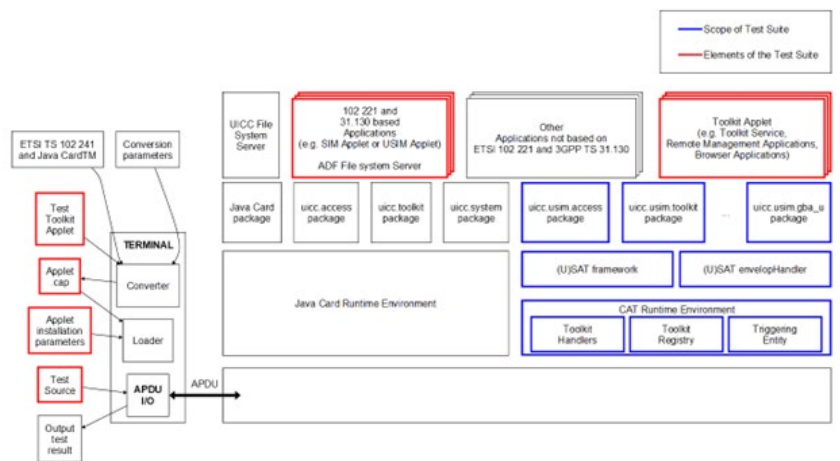 Scope of Test Suite
Elements of the Test Suite
UICC File
System
Server
102 221 and
31.130 based
Applications
(e.g. SIM Applet or USIM Applet)
ADF File system Server
Other
Applications not based on
ETSI 102 221 and 3GPP TS 31.130
Toolkit Applet
(e.g. Toolkit Service,
Remote Management Applications,
Browser Applications)
ETSI TS 102 241
and Java CardTM
Conversion
parameters
Java Card
package
uicc.access
package
uicc.toolkit
package
uicc.system
package
uicc.usim.access
package
uicc.usim.toolkit
package
...
uicc.usim.gba_u
package
Test
Toolkit
Applet
TERMINAL
Converter
Applet
cap
Java Card Runtime Environment
(U)SAT framework
(U)SAT envelopHandler
CAT Runtime Environment
Toolkit
Handlers
Toolkit
Registry
Triggering
Entity
Applet
installation
parameters
Loader
Test
Source
APDU
I/O
APDU
Output
test
result